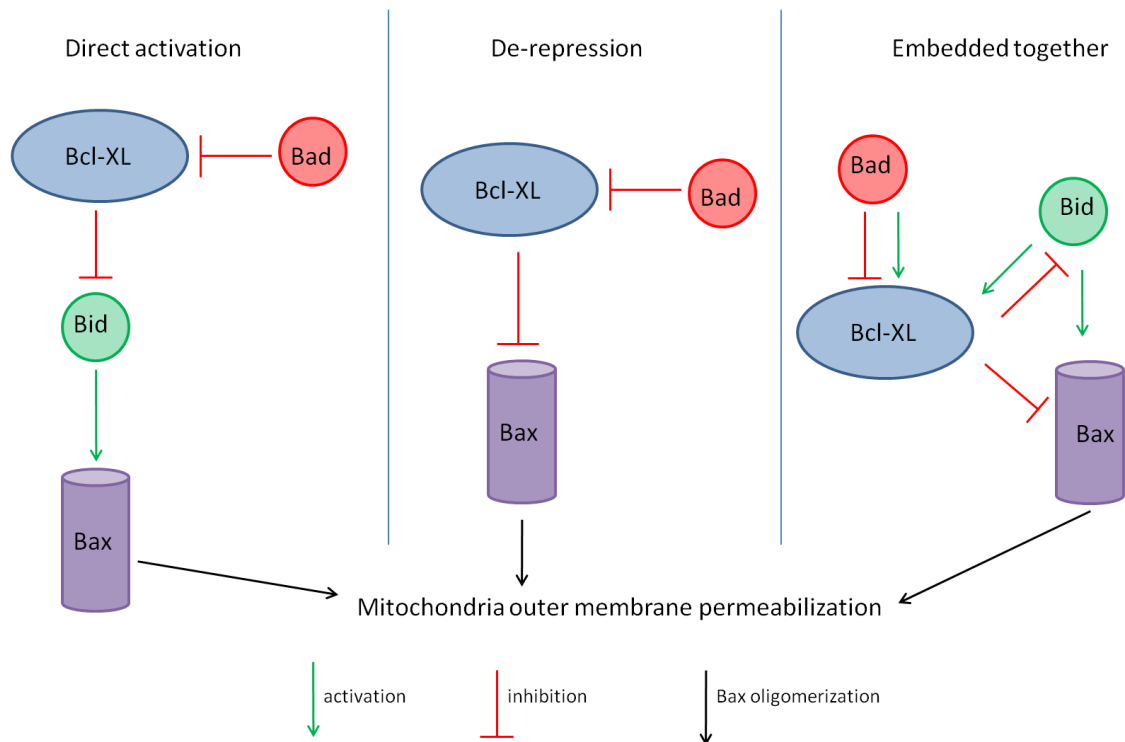 Direct activation
De-repression
Embedded together
Bcl-XL
Bad
Bid
Bax
Bcl-XL
Bad
Bax
Bad
Bid
Bcl-XL
Bax
Mitochondria outer membrane permeabilization
activation
inhibition
Bax oligomerization